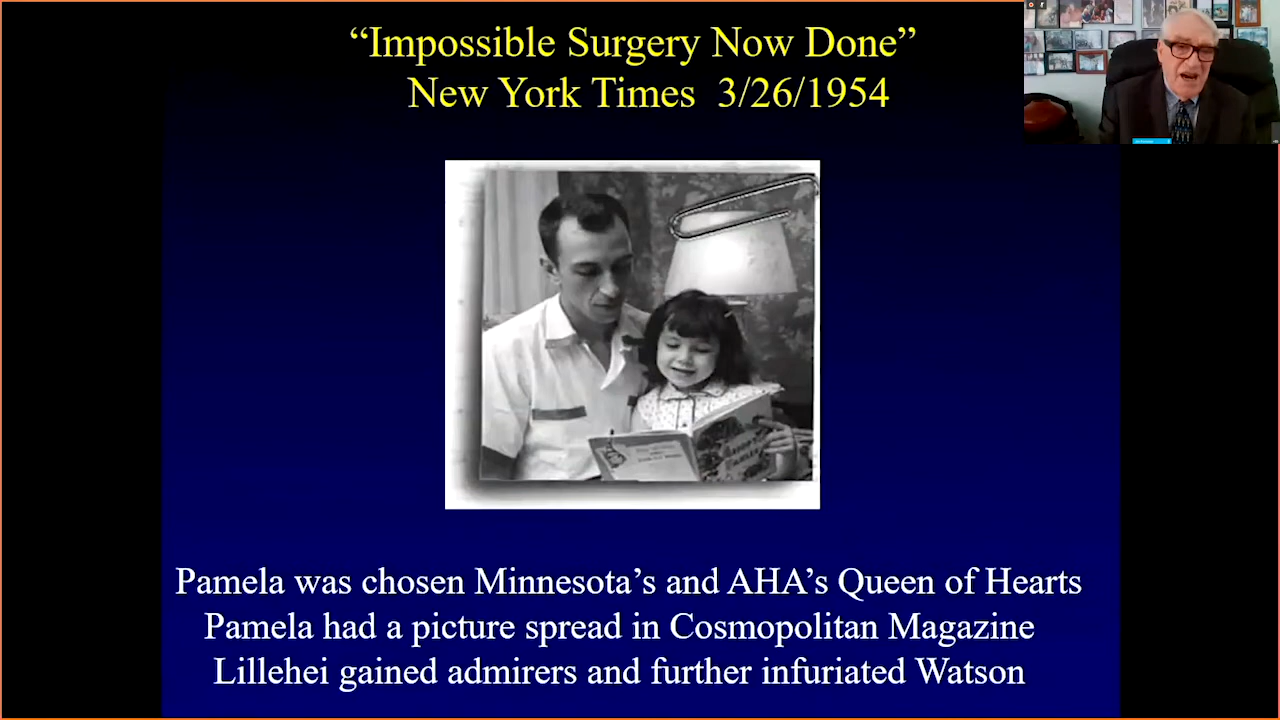 “Impossible Surgery Now Done”
New York Times 3/26/1954
Pamela was chosen Minnesota’s and AHA’s Queen of Hearts
Pamela had a picture spread in Cosmopolitan Magazine
Lillehei gained admirers and further infuriated Watson